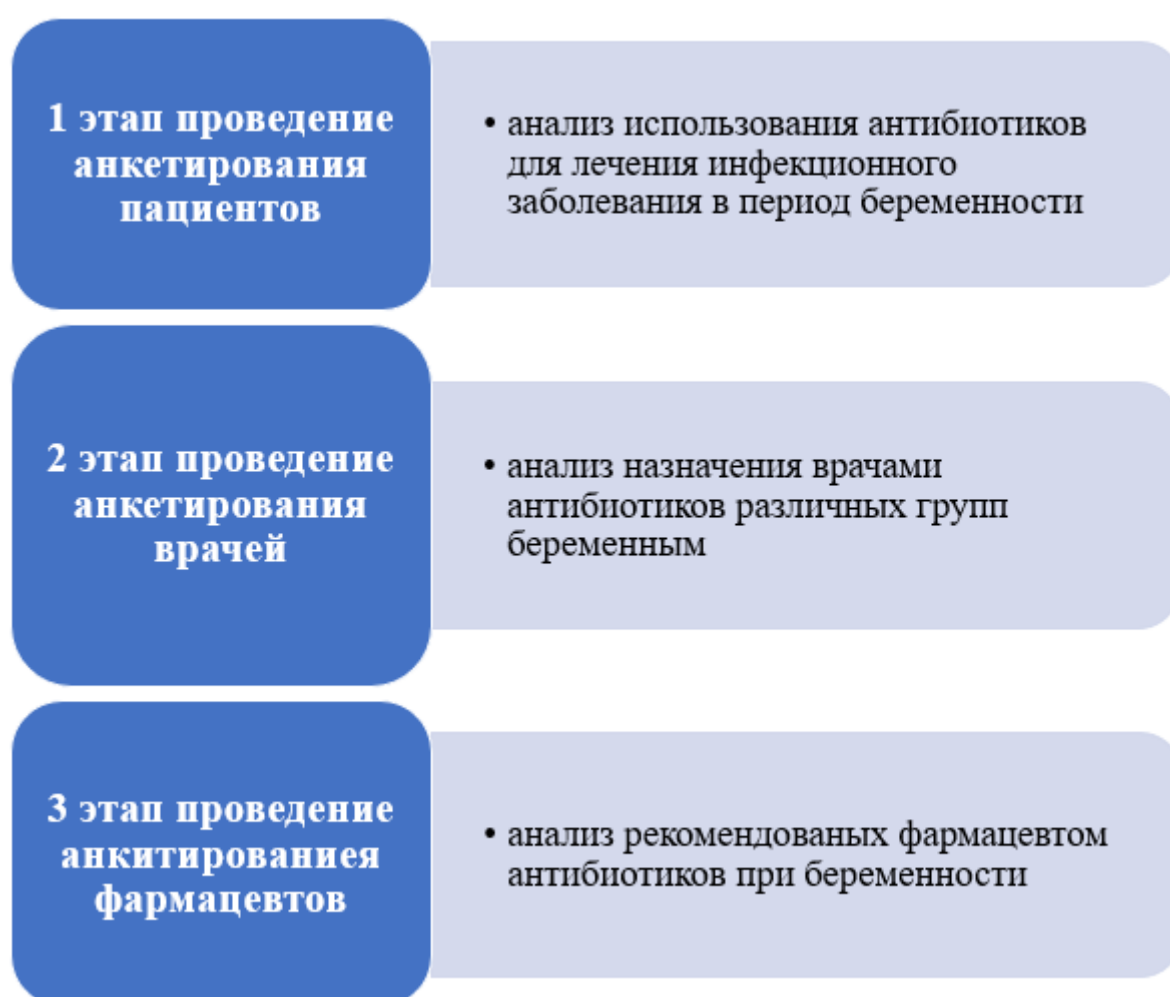 1 этап проведение
анкетирования
пациентов
• анализ использования антибиотиков
для лечения инфекционного
заболевания в период беременности
2 этап проведение
анкетирования
врачей
• анализ назначения врачами
антибиотиков различных групп
беременным
3 этап проведение
анкитированиея
фармацевтов
• анализ рекомендованых фармацевтом
антибиотиков при беременности